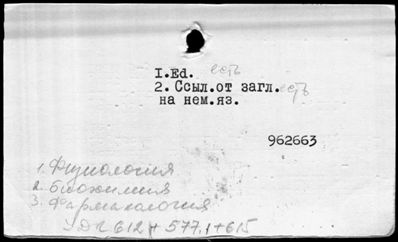 I.Ed. есть
2. Ссыл.от загл. есть
на нем.яз.
962663
1. Физиология
2. Биохимия
3. Фармакология
УДК 612+577.1+615